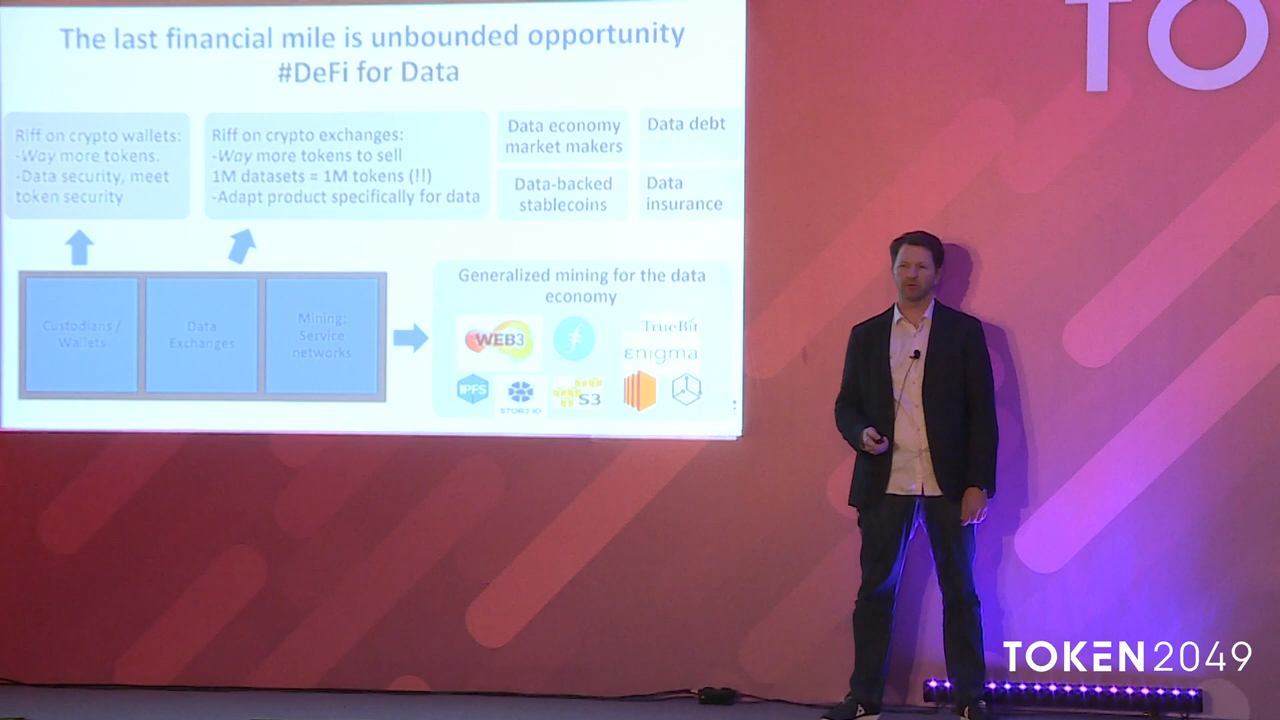 The last financial mile is unbounded opportunity
#DeFi for Data
Riff on crypto wallets:
-Way more tokens.
-Data security, meet
token security
Riff on crypto exchanges:
-Way more tokens to sell
1M datasets = 1M tokens (!!)
-Adapt product specifically for data
Data economy
market makers
Data debt
Data-backed
stablecoins
Data
insurance
Custodians /
Wallets
Data
Exchanges
Mining:
Service
networks
Generalized mining for the data
economy
WEB3
TrueBit
enigma
IPFS
STORJ.IO
S3
TO
TOKEN2049